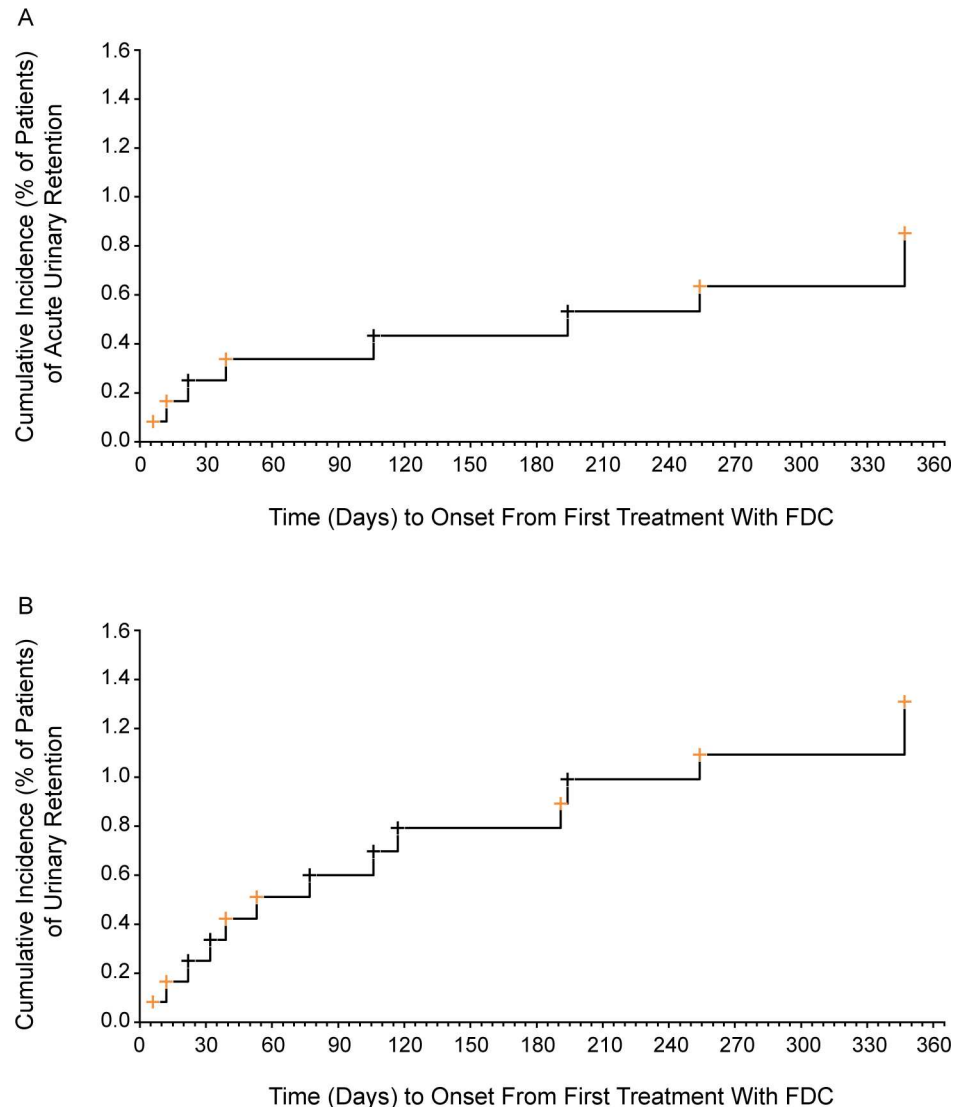 A
Cumulative Incidence (% of Patients)
of Acute Urinary Retention
1.6
1.4
1.2
1.0
0.8
0.6
0.4
0.2
0.0
0 30 60 90 120 150 180 210 240 270 300 330 360
Time (Days) to Onset From First Treatment With FDC
B
Cumulative Incidence (% of Patients)
of Urinary Retention
1.6
1.4
1.2
1.0
0.8
0.6
0.4
0.2
0.0
0 30 60 90 120 150 180 210 240 270 300 330 360
Time (Days) to Onset From First Treatment With FDC